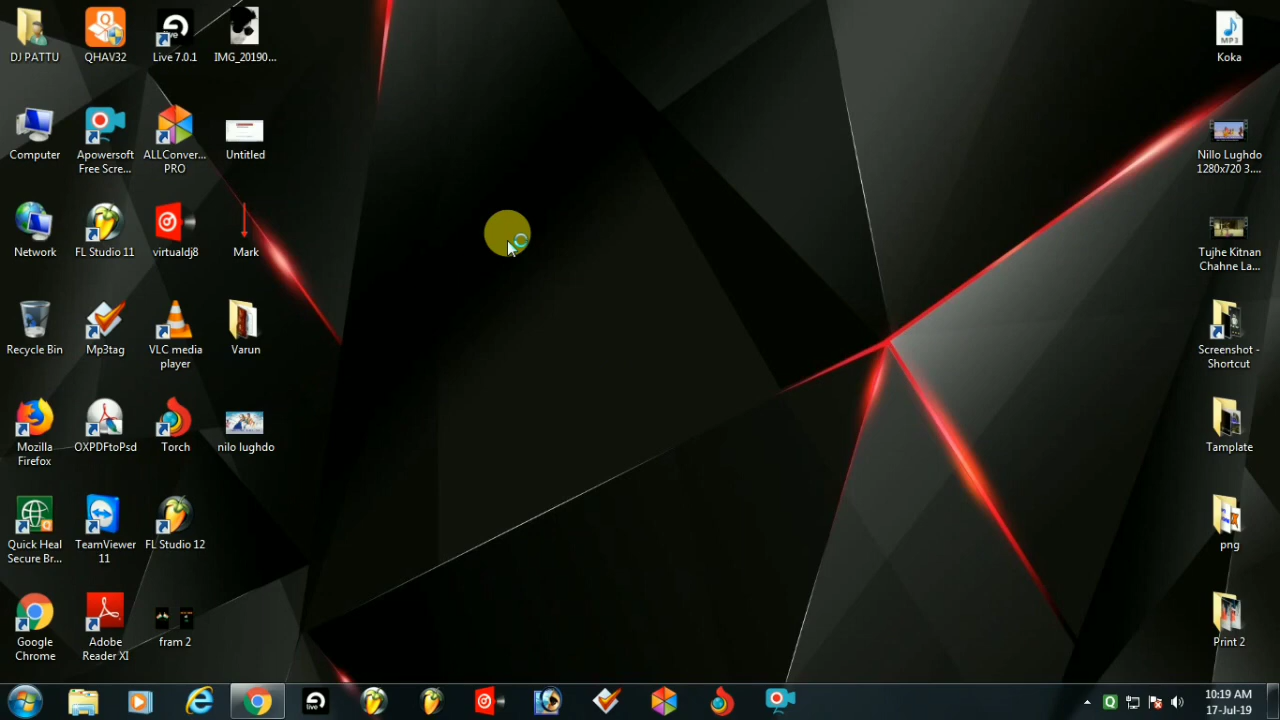 DJ PATTU
QHAV32
Live 7.0.1
IMG_20190...
Koka
Computer
Apowersoft
Free Scre...
ALLConver...
PRO
Untitled
Nillo Lughdo
1280x720 3....
Network
FL Studio 11
virtualdj8
Mark
Tujhe Kitnan
Chahne La...
Recycle Bin
Mp3tag
VLC media
player
Varun
Screenshot -
Shortcut
Mozilla
Firefox
OXPDFtoPsd
Torch
nilo lughdo
Tamplate
Quick Heal
Secure Br...
TeamViewer
11
FL Studio 12
png
Google
Chrome
Adobe
Reader XI
fram 2
Print 2
live
MP3
live
10:19 AM
17-Jul-19